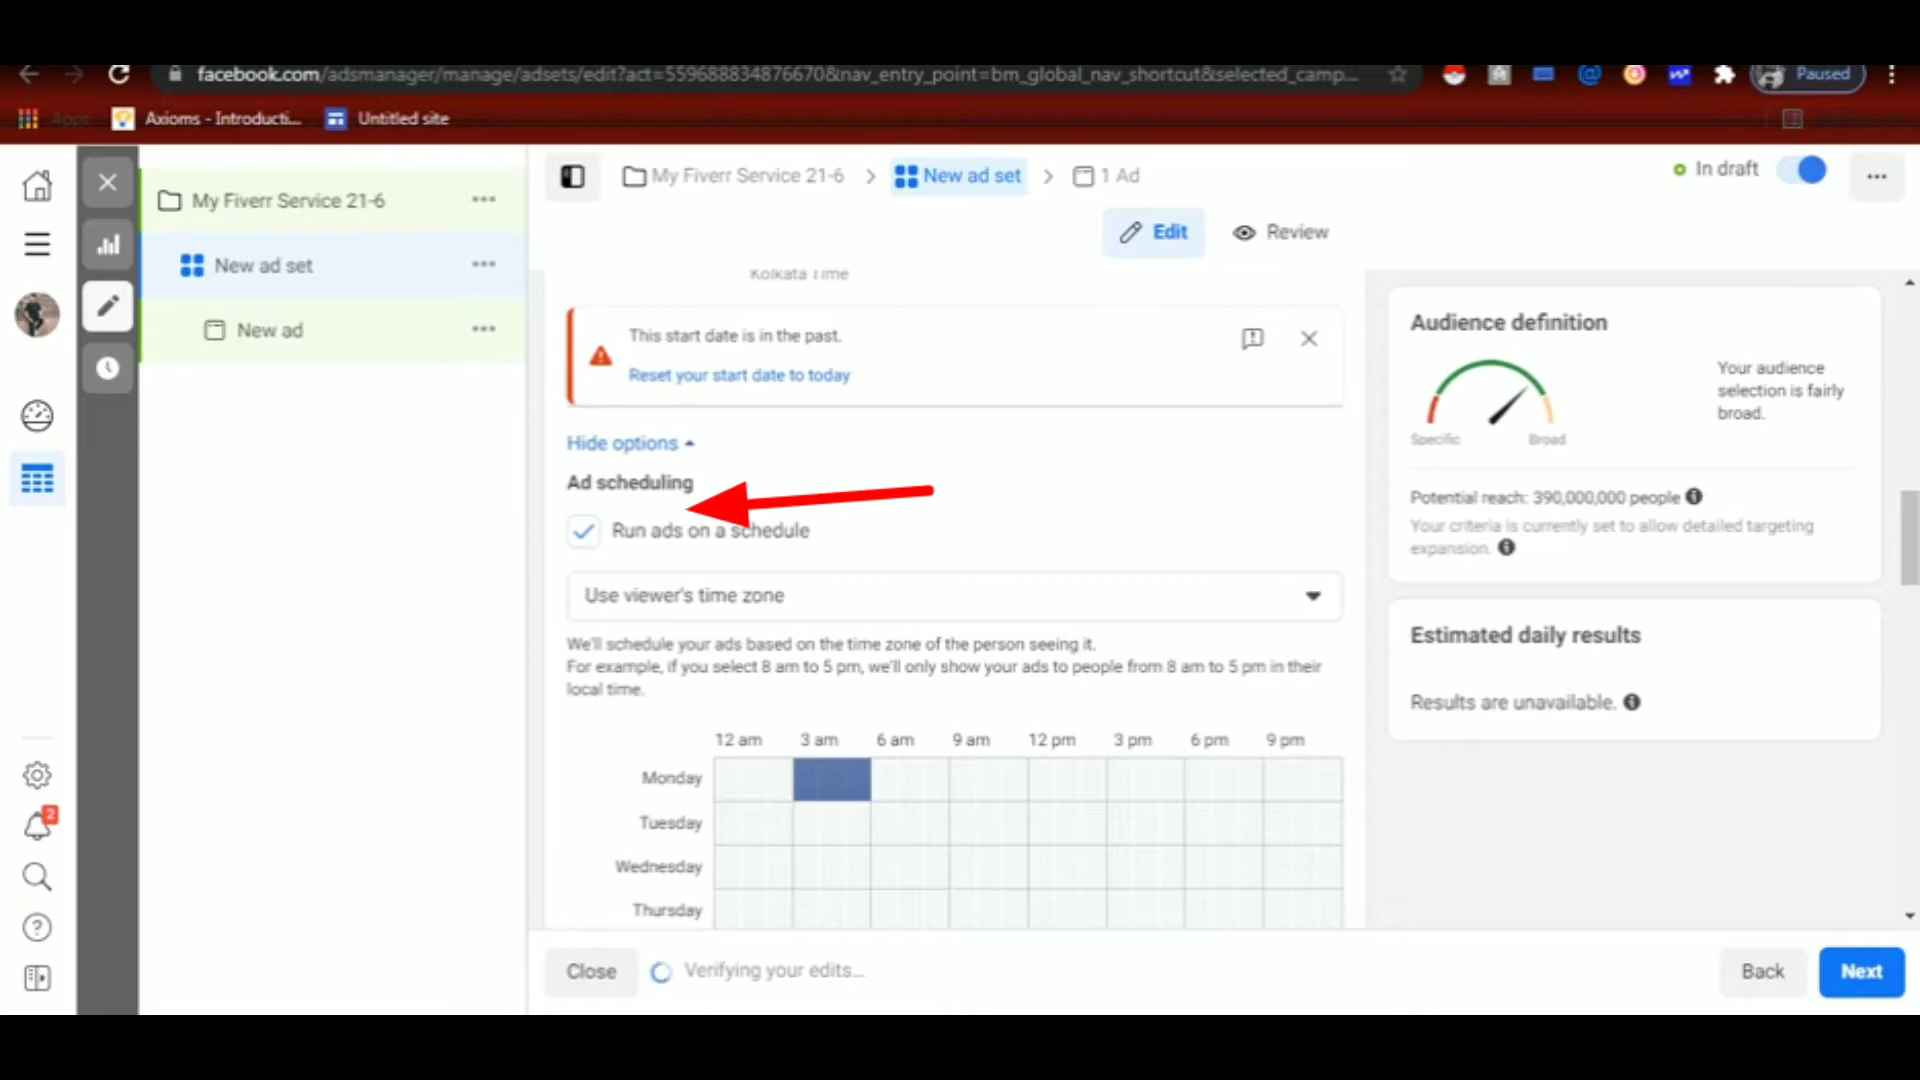 facebook.com/adsmanager/manage/adsets/edit?act=559688834876670&nav_entry_point=bm_global_nav_shortcut&selected_camp...
Paused
Apps
Axioms - Introducti...
Untitled site
My Fiverr Service 21-6
New ad set
New ad
My Fiverr Service 21-6
New ad set
1 Ad
In draft
Edit
Review
Kolkata Time
This start date is in the past.
Reset your start date to today
Hide options
Ad scheduling
Run ads on a schedule
Use viewer's time zone
We'll schedule your ads based on the time zone of the person seeing it.
For example, if you select 8 am to 5 pm, we'll only show your ads to people from 8 am to 5 pm in their
local time.
12 am 3 am 6 am 9 am 12 pm 3 pm 6 pm 9 pm
Monday
Tuesday
Wednesday
Thursday
Audience definition
Your audience
selection is fairly
broad.
Specific
Broad
Potential reach: 390,000,000 people
Your criteria is currently set to allow detailed targeting
expansion.
Estimated daily results
Results are unavailable.
2
Close
Verifying your edits...
Back
Next